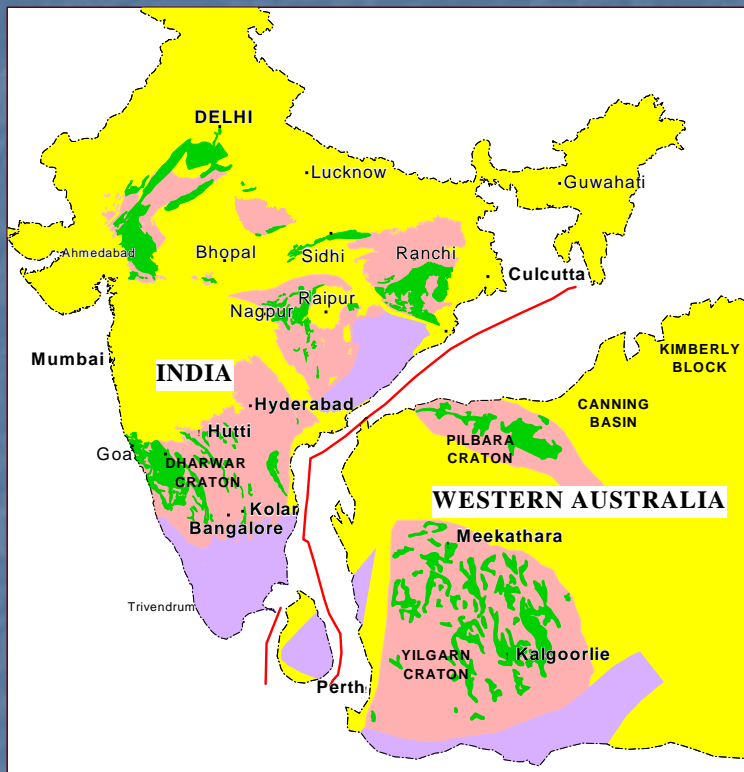 DELHI
Lucknow
Guwahati
Ahmedabad
Bhopal
Sidhi
Ranchi
Culcutta
Nagpur
Raipur
Mumbai
INDIA
KIMBERLY
BLOCK
Hyderabad
CANNING
BASIN
Hutti
Goa
DHARWAR
CRATON
PILBARA
CRATON
WESTERN AUSTRALIA
Kolar
Bangalore
Meekathara
Trivendrum
YILGARN
CRATON
Kalgoorlie
Perth